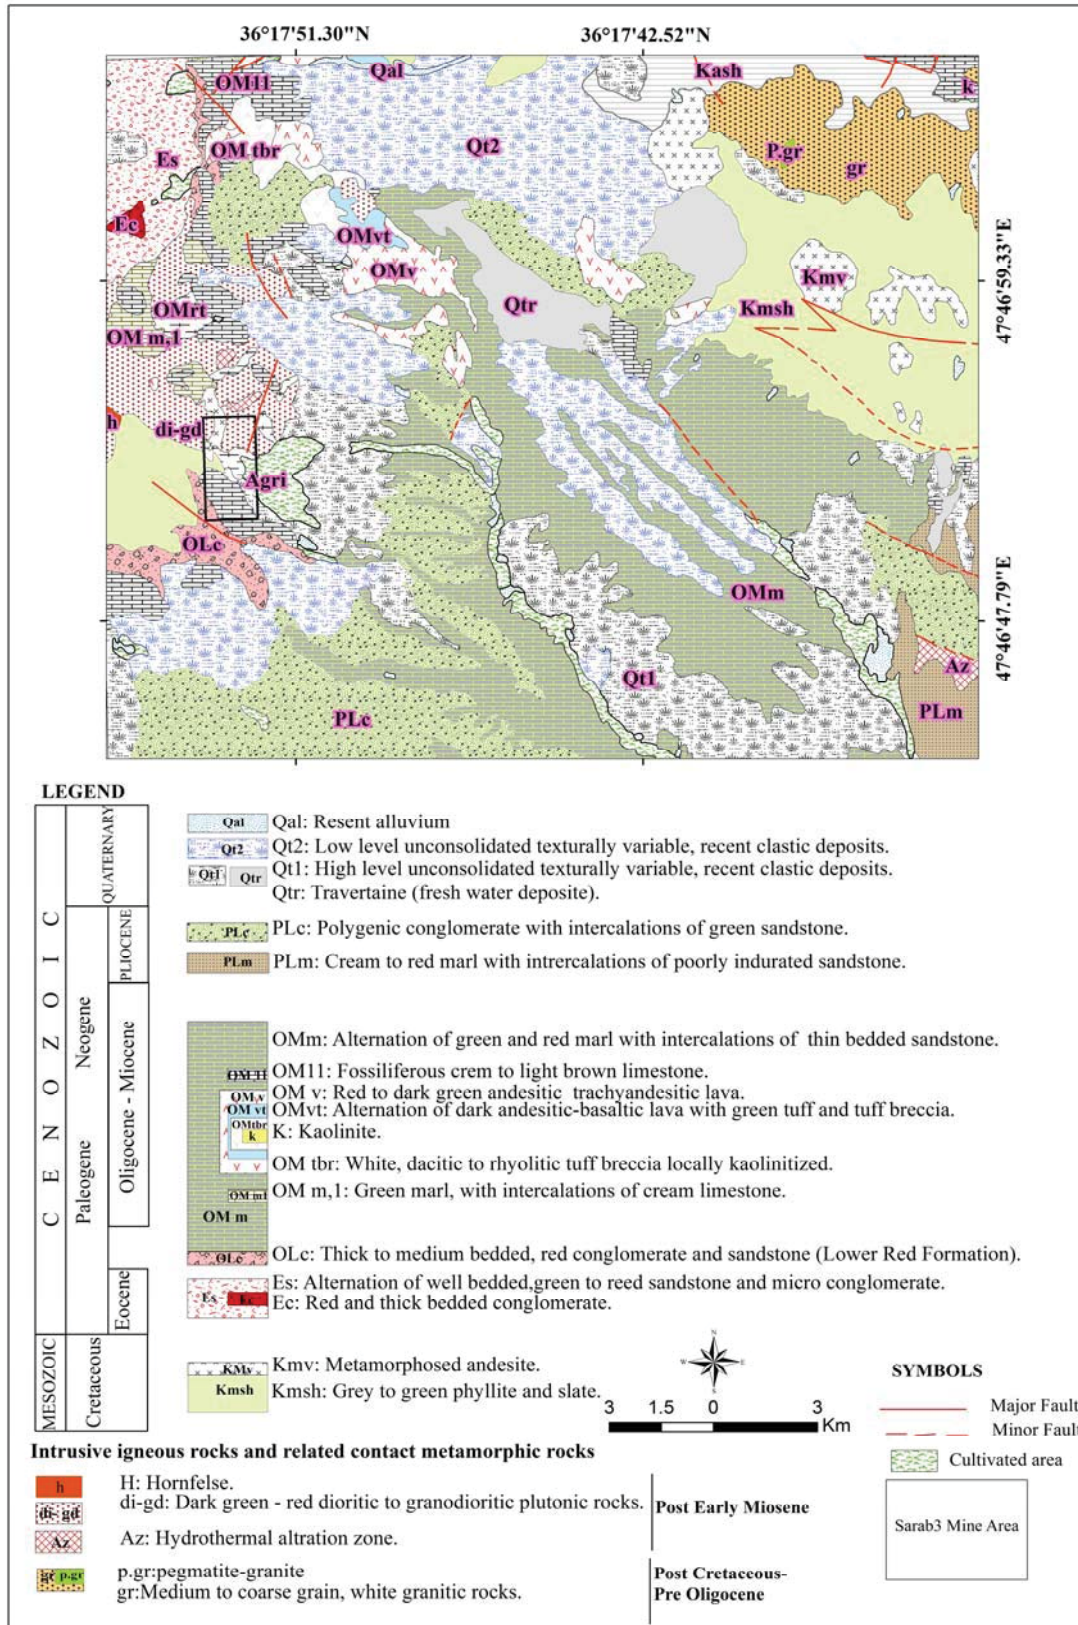 36°17'51.30"N
36°17'42.52"N
OM11
Qal
Kash
k
OM tbr
Qt2
P.gr
gr
Es
Ec
OMvt
OMv
Kmv
47°46'59.33"E
Qtr
Kmsh
OMrt
OM m,1
h
di-gd
Agri
OLc
OMm
47°46'47.79"E
Qt1
Az
PLc
PLm
LEGEND
CENOZOIC
MESOZOIC
Neogene
Paleogene
Cretaceous
QUATERNARY
PLIOCENE
Oligocene - Miocene
Eocene
Qal
Qal: Resent alluvium
Qt2
Qt2: Low level unconsolidated texturally variable, recent clastic deposits.
Qt1
Qtr
Qt1: High level unconsolidated texturally variable, recent clastic deposits.
Qtr: Travertaine (fresh water deposite).
PLc
PLc: Polygenic conglomerate with intercalations of green sandstone.
PLm
PLm: Cream to red marl with intrercalations of poorly indurated sandstone.
OMm: Alternation of green and red marl with intercalations of thin bedded sandstone.
OM 11
OM11: Fossiliferous crem to light brown limestone.
OM v
OM v: Red to dark green andesitic trachyandesitic lava.
OM vt
OMvt: Alternation of dark andesitic-basaltic lava with green tuff and tuff breccia.
OMtbr
k
K: Kaolinite.
OM tbr: White, dacitic to rhyolitic tuff breccia locally kaolinitized.
OM m1
OM m,1: Green marl, with intercalations of cream limestone.
OM m
OLc
OLc: Thick to medium bedded, red conglomerate and sandstone (Lower Red Formation).
Es
Es: Alternation of well bedded,green to reed sandstone and micro conglomerate.
Ec: Red and thick bedded conglomerate.
KMv
Kmv: Metamorphosed andesite.
Kmsh
Kmsh: Grey to green phyllite and slate.
N
W E
S
3 1.5 0 3
Km
SYMBOLS
Major Fault
Minor Fault
Cultivated area
Sarab3 Mine Area
Intrusive igneous rocks and related contact metamorphic rocks
h
H: Hornfelse.
di- gd
di-gd: Dark green - red dioritic to granodioritic plutonic rocks.
Az
Az: Hydrothermal altration zone.
Post Early Miosene
gr p.gr
p.gr:pegmatite-granite
gr:Medium to coarse grain, white granitic rocks.
Post Cretaceous-
Pre Oligocene